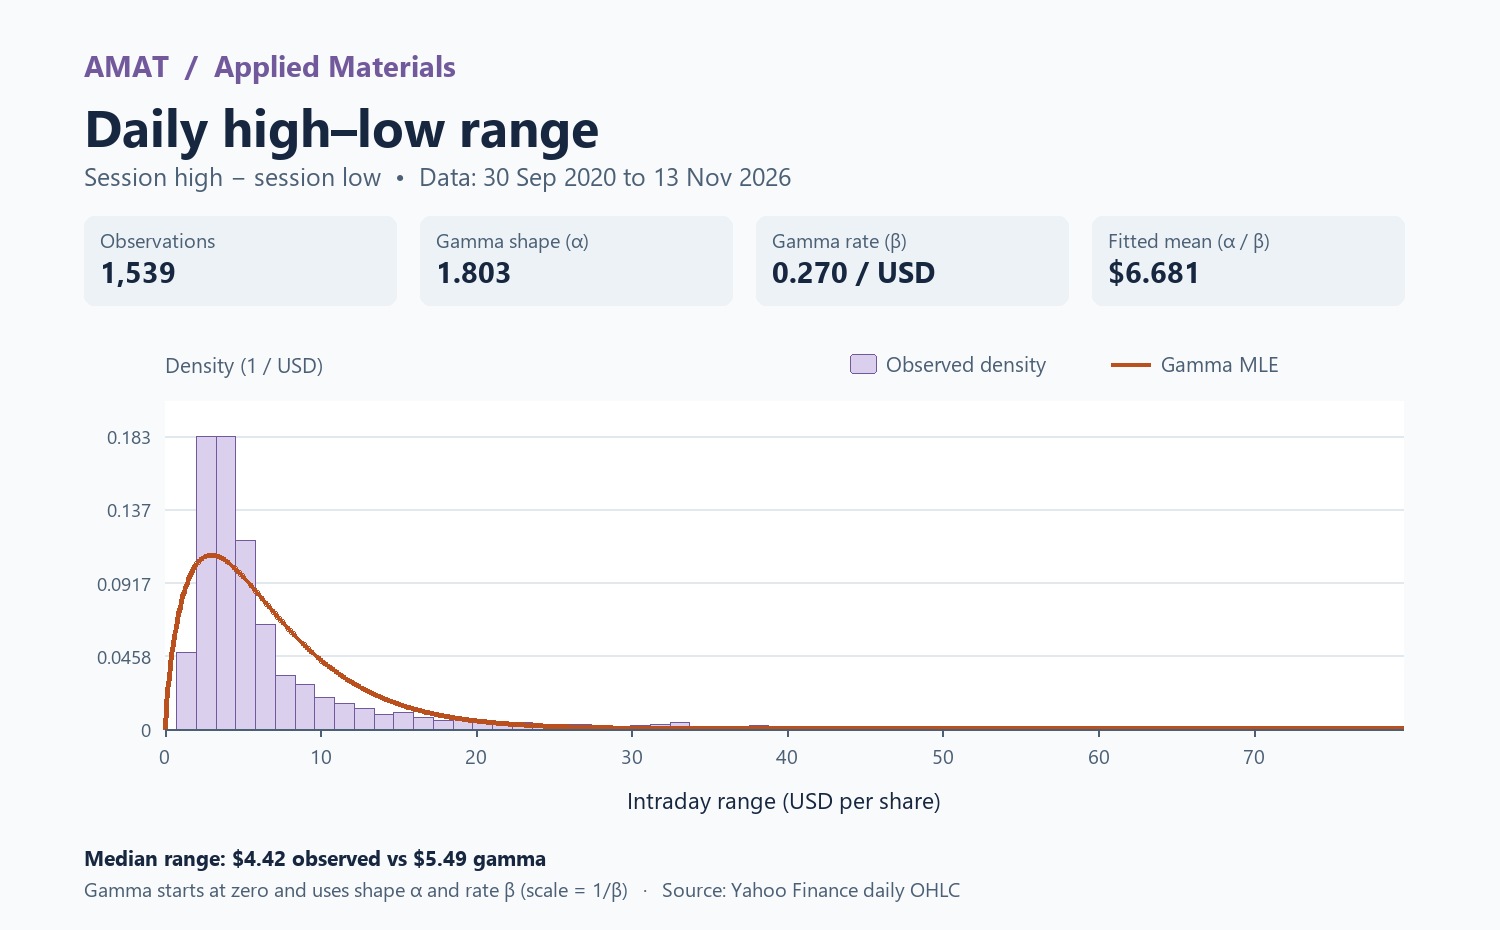 AMAT / Applied Materials
Daily high–low range
Session high − session low • Data: 30 Sep 2020 to 13 Nov 2026
Observations
1,539
Gamma shape (α)
1.803
Gamma rate (β)
0.270 / USD
Fitted mean (α / β)
$6.681
Density (1 / USD)
Observed density
Gamma MLE
0.183
0.137
0.0917
0.0458
0
0 10 20 30 40 50 60 70
Intraday range (USD per share)
Median range: $4.42 observed vs $5.49 gamma
Gamma starts at zero and uses shape α and rate β (scale = 1/β) · Source: Yahoo Finance daily OHLC